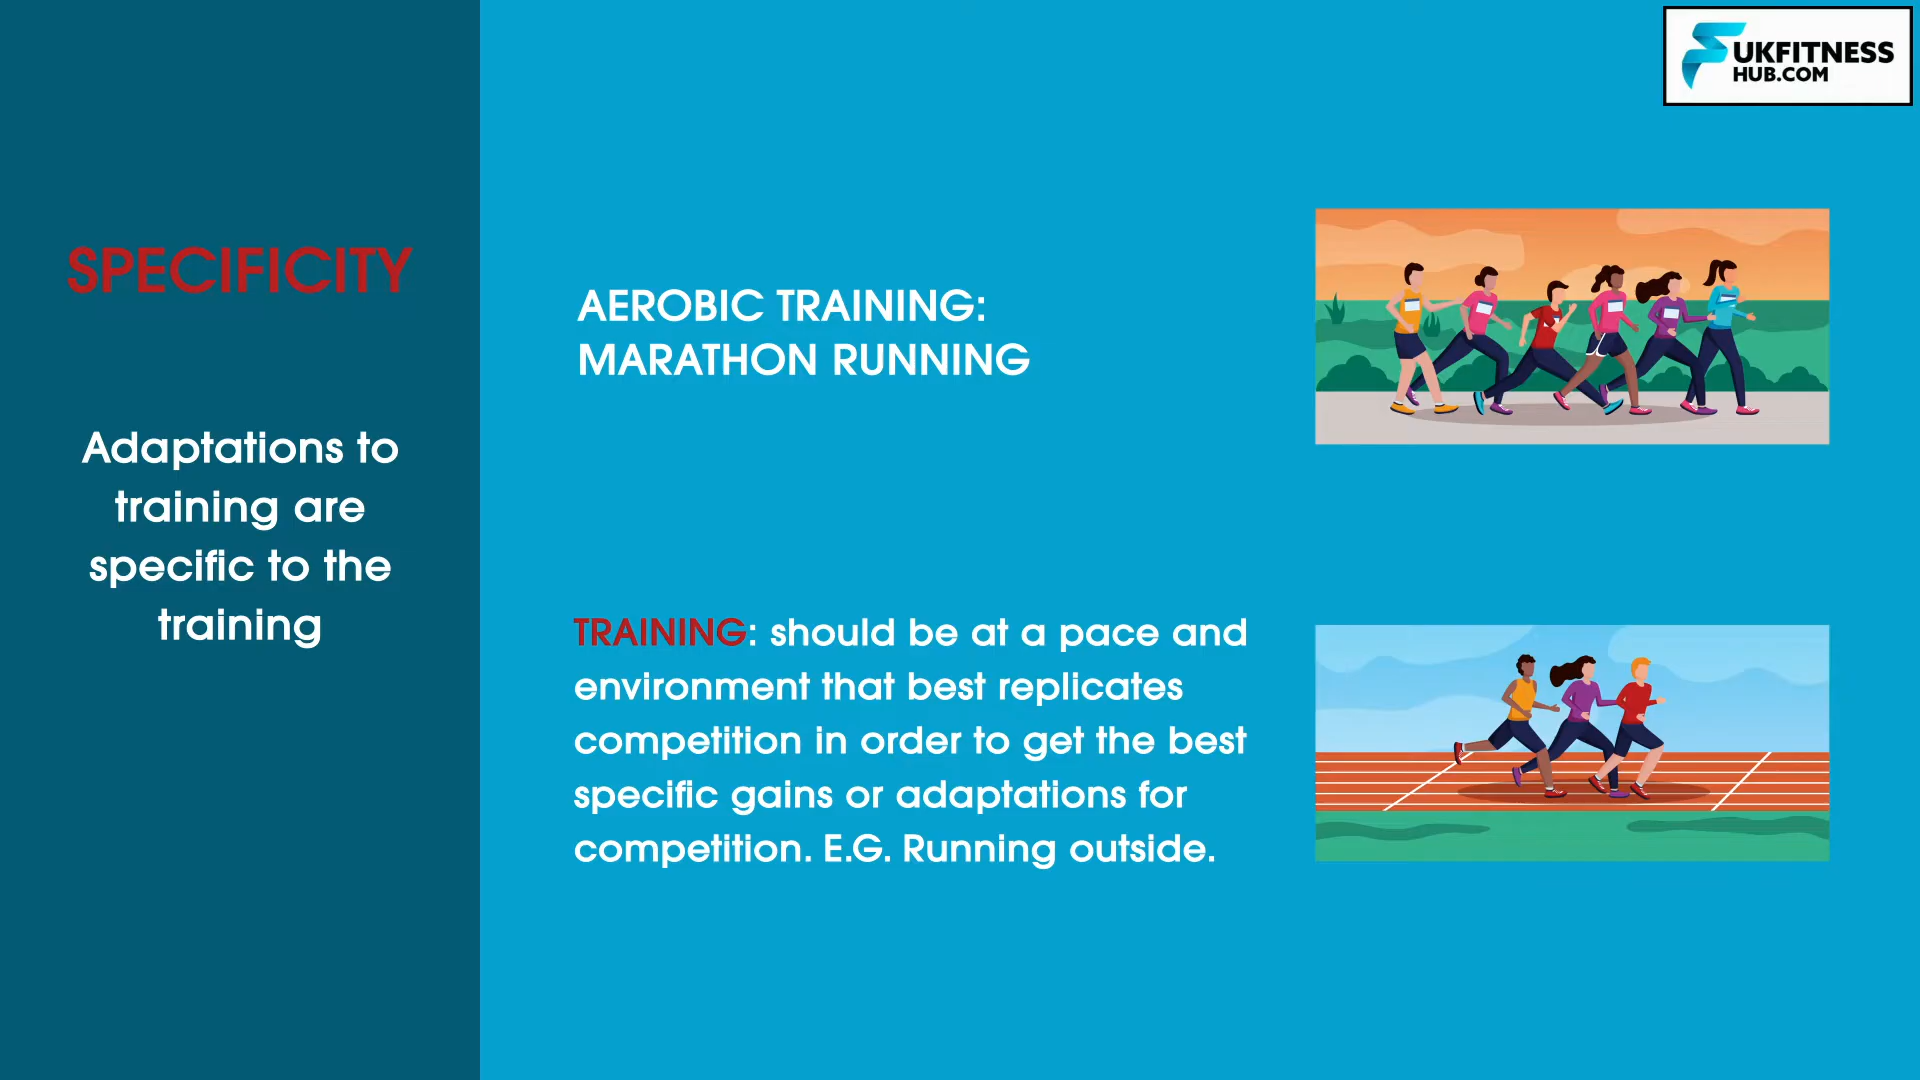 UKFITNESS
HUB.COM
SPECIFICITY
Adaptations to
training are
specific to the
training
AEROBIC TRAINING:
MARATHON RUNNING
TRAINING: should be at a pace and
environment that best replicates
competition in order to get the best
specific gains or adaptations for
competition. E.G. Running outside.